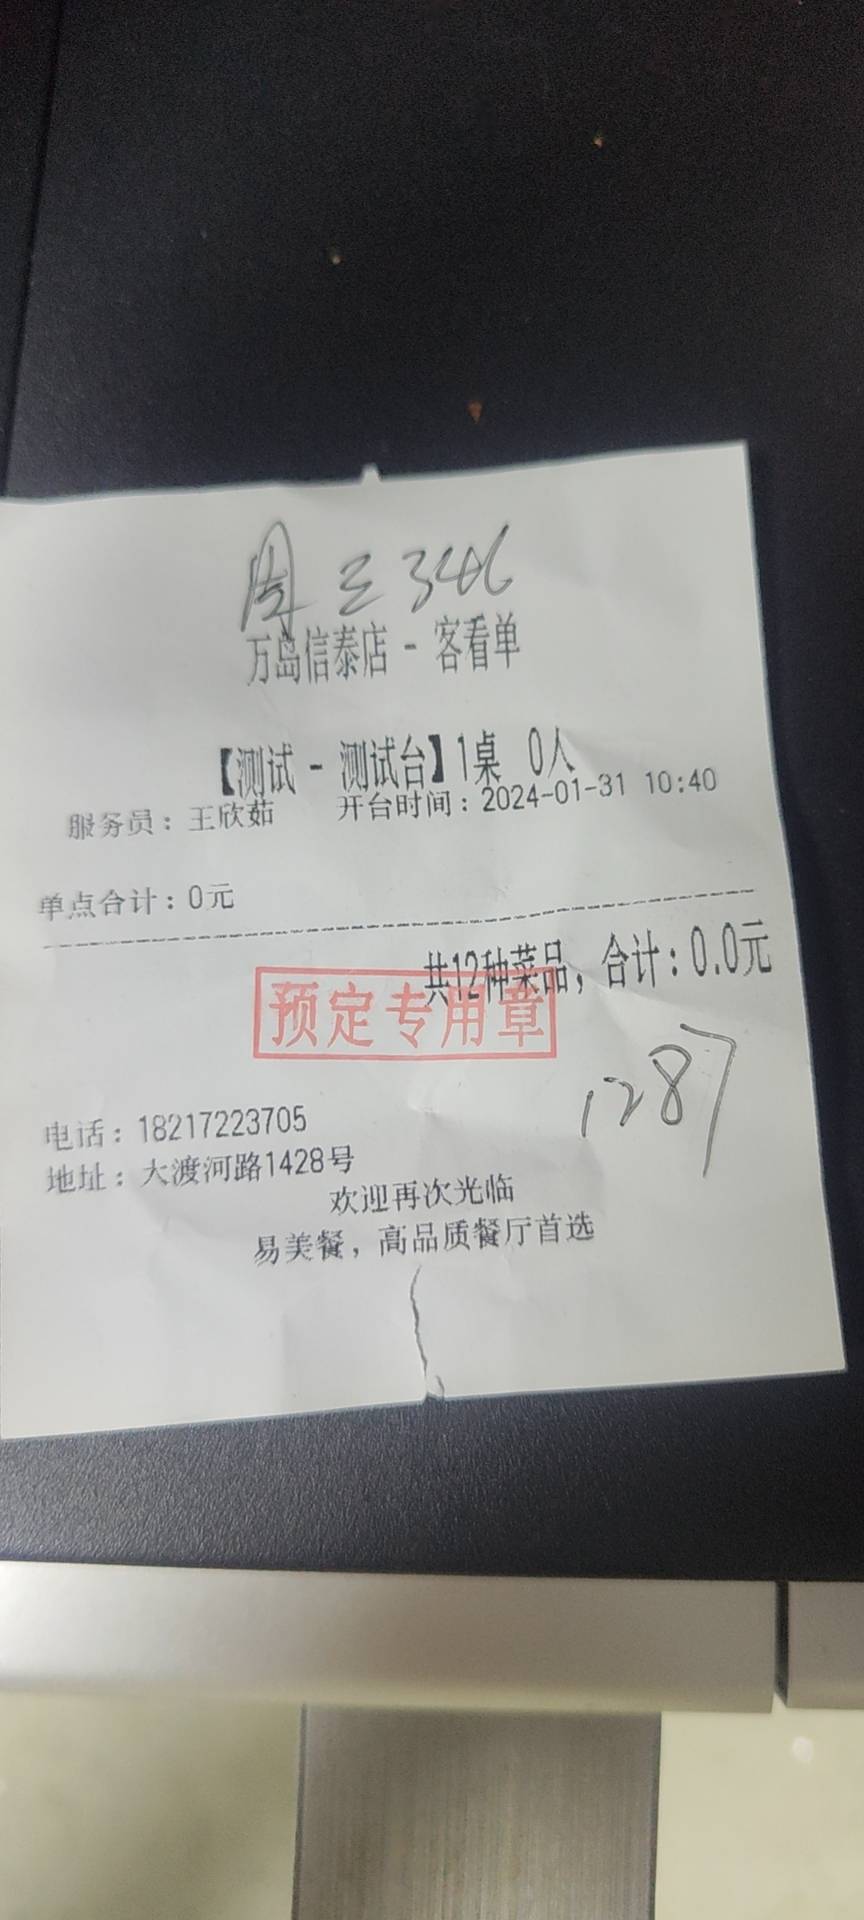 周三346
万岛信泰店 - 客看单
【测试 - 测试台】1桌 0人
服务员：王欣茹 开台时间：2024-01-31 10:40
单点合计：0元
共12种菜品，合计：0.0元
预定专用章
1287
电话：18217223705
地址：大渡河路1428号
欢迎再次光临
易美餐，高品质餐厅首选